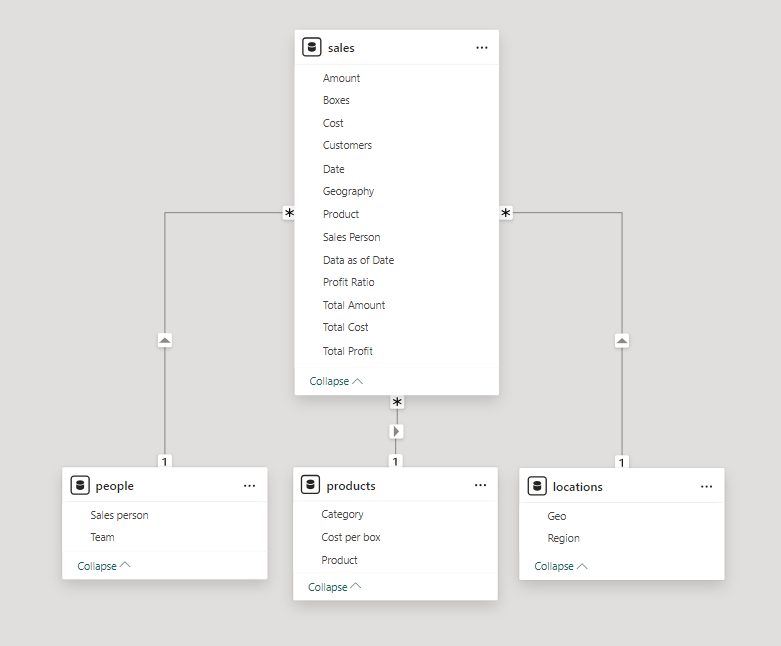 sales ...
Amount
Boxes
Cost
Customers
Date
Geography
Product
Sales Person
Data as of Date
Profit Ratio
Total Amount
Total Cost
Total Profit
Collapse
*
*
*
1
1
1
people ...
Sales person
Team
Collapse
products ...
Category
Cost per box
Product
Collapse
locations ...
Geo
Region
Collapse